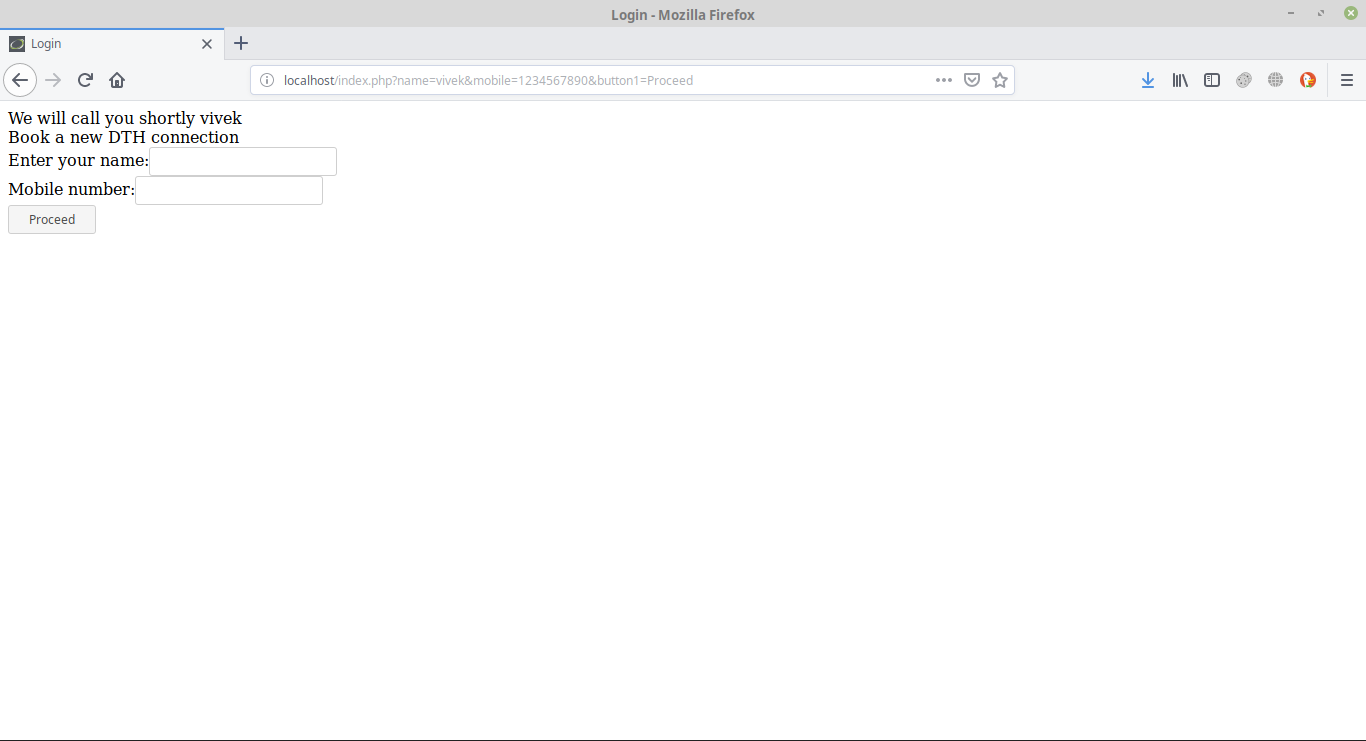 Login - Mozilla Firefox
Login
localhost/index.php?name=vivek&mobile=1234567890&button1=Proceed
We will call you shortly vivek
Book a new DTH connection
Enter your name:
Mobile number:
Proceed